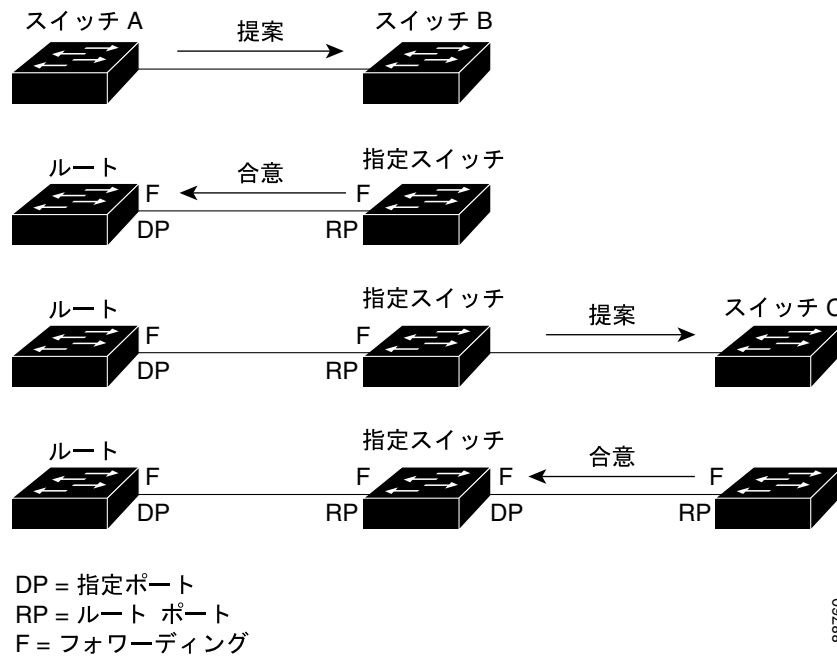 スイッチ A
スイッチ B
提案
ルート
指定スイッチ
合意
F
F
DP
RP
ルート
指定スイッチ
スイッチ C
提案
F
F
DP
RP
ルート
指定スイッチ
合意
F
F
F
F
DP
RP
DP
RP
DP = 指定ポート
RP = ルート ポート
F = フォワーディング
88760